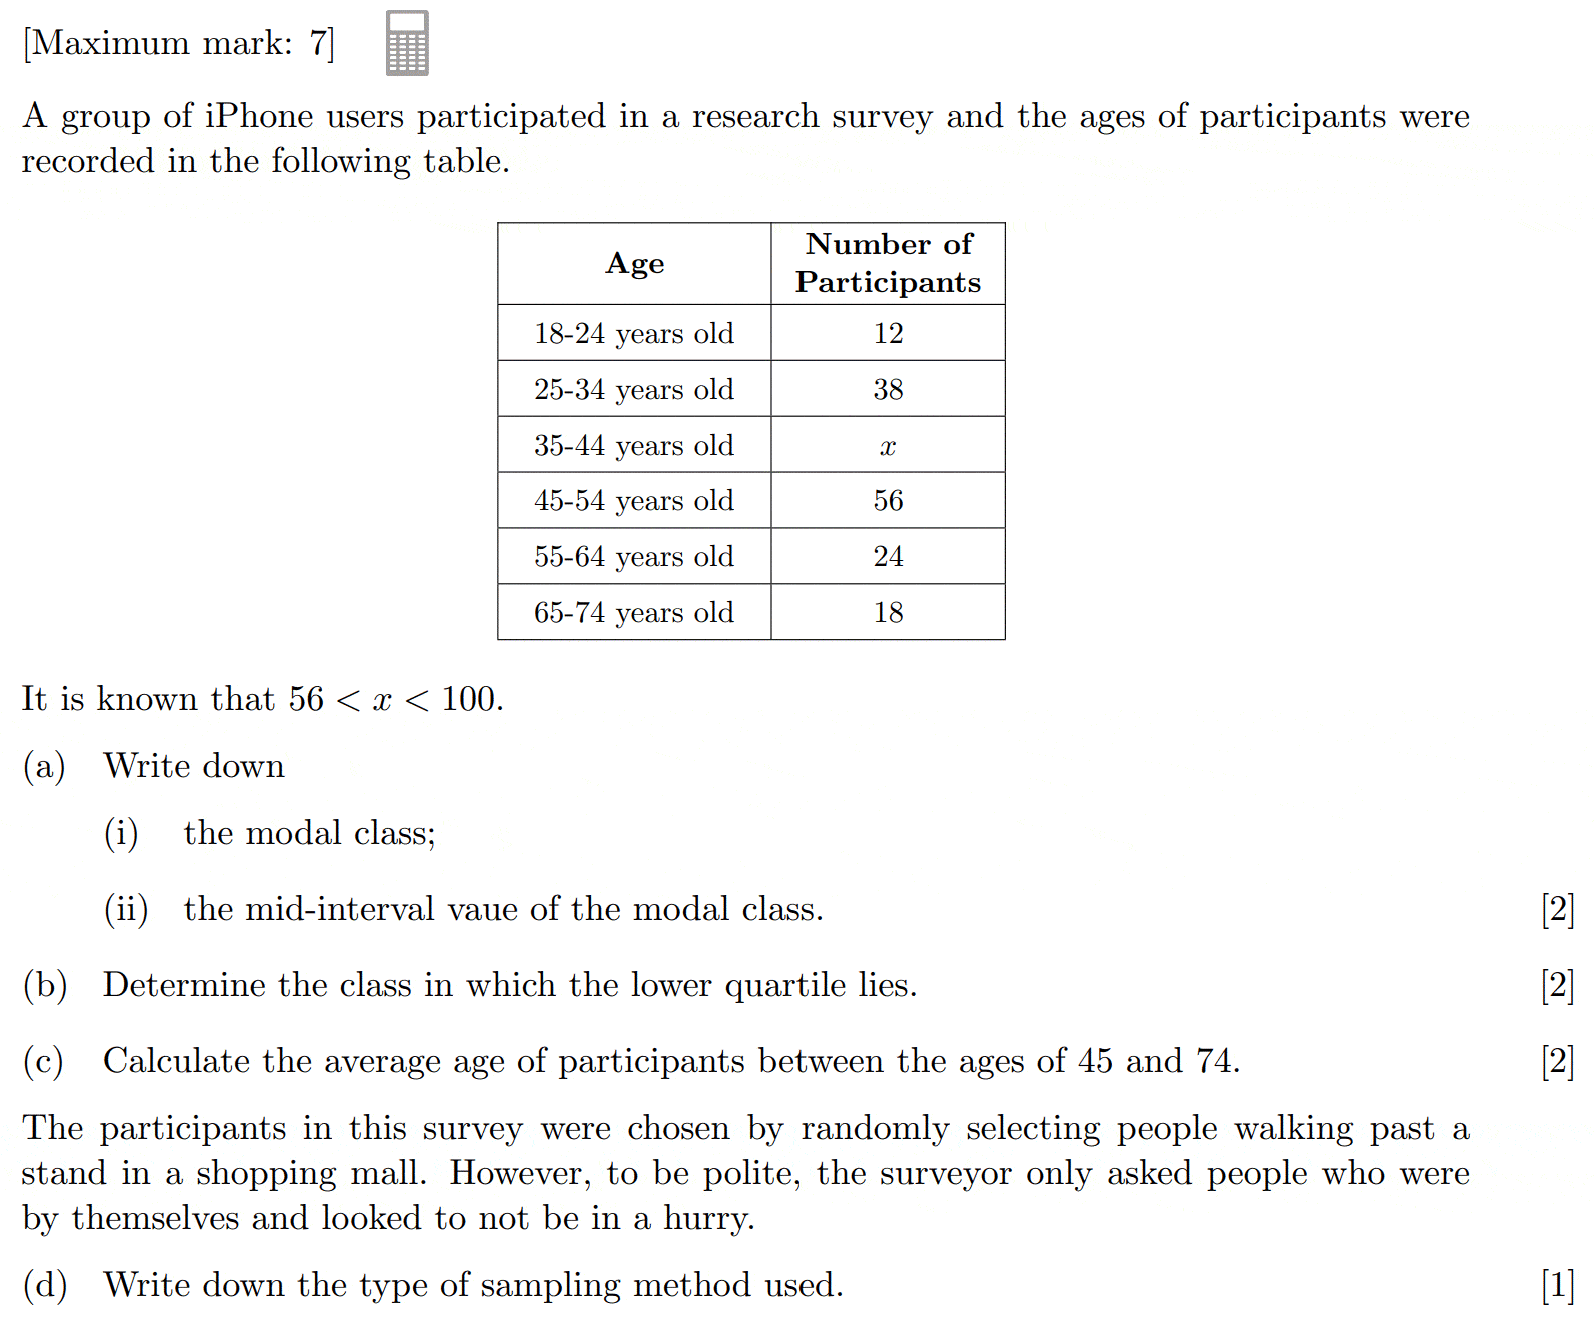 [Maximum mark: 7]
A group of iPhone users participated in a research survey and the ages of participants were
recorded in the following table.
Age
Number of
Participants
18-24 years old 12
25-34 years old 38
35-44 years old x
45-54 years old 56
55-64 years old 24
65-74 years old 18
It is known that 56 < x < 100.
(a) Write down
(i) the modal class;
(ii) the mid-interval vaue of the modal class. [2]
(b) Determine the class in which the lower quartile lies. [2]
(c) Calculate the average age of participants between the ages of 45 and 74. [2]
The participants in this survey were chosen by randomly selecting people walking past a
stand in a shopping mall. However, to be polite, the surveyor only asked people who were
by themselves and looked to not be in a hurry.
(d) Write down the type of sampling method used. [1]